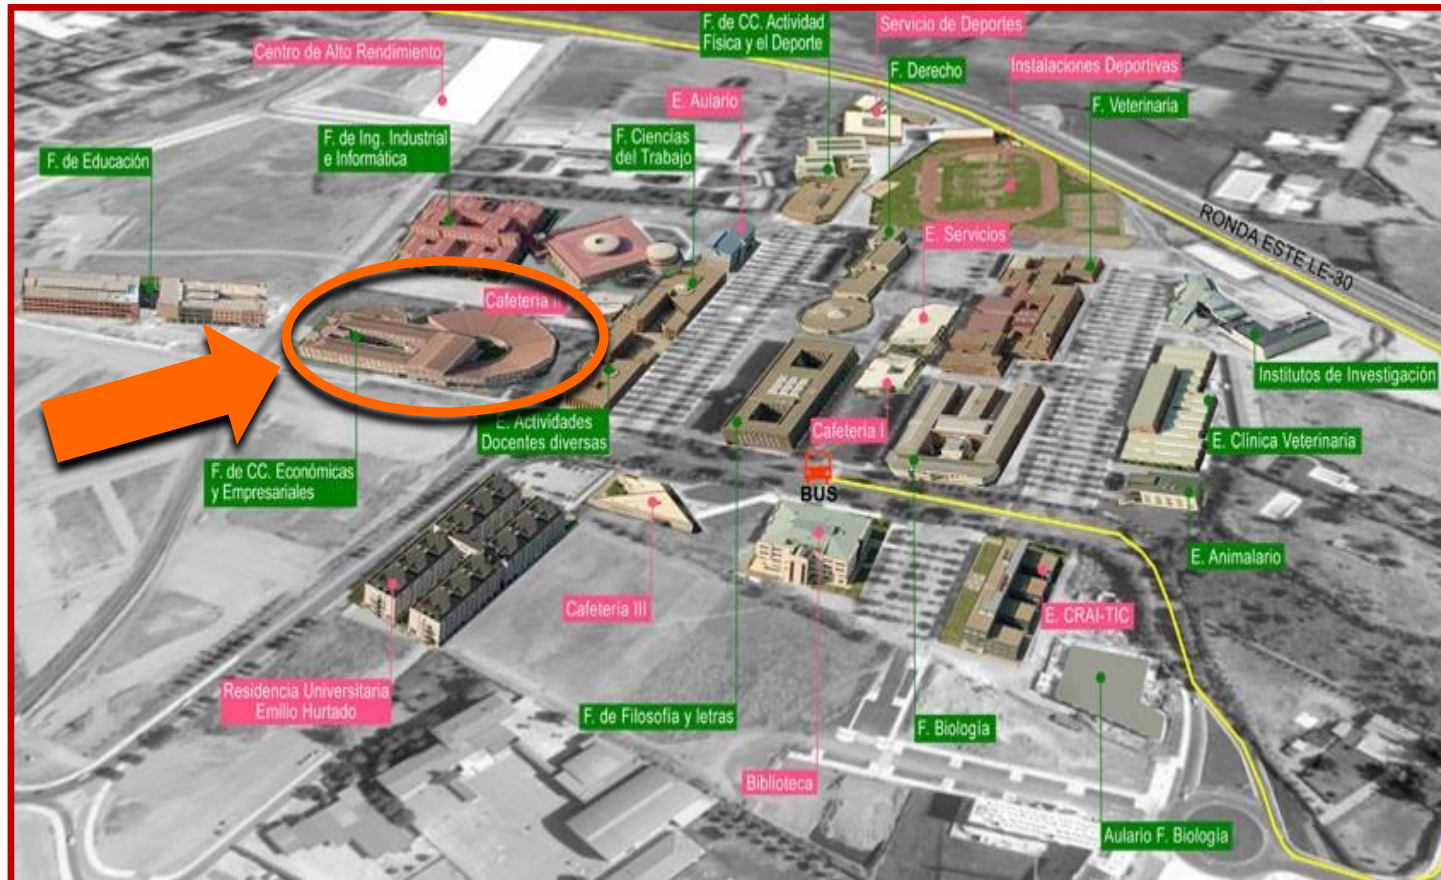 F. de CC. Actividad
Física y el Deporte
Servicio de Deportes
Centro de Alto Rendimiento
F. Derecho
Instalaciones Deportivas
E. Aulario
F. Veterinaria
F. de Ing. Industrial
e Informática
F. Ciencias
del Trabajo
F. de Educación
RONDA ESTE LE-30
E. Servicios
Cafetería II
Institutos de Investigación
E. Actividades
Docentes diversas
Cafetería I
E. Clínica Veterinaria
F. de CC. Económicas
y Empresariales
BUS
E. Animalario
Cafetería III
E. CRAI-TIC
Residencia Universitaria
Emilio Hurtado
F. de Filosofía y letras
F. Biología
Biblioteca
Aulario F. Biología